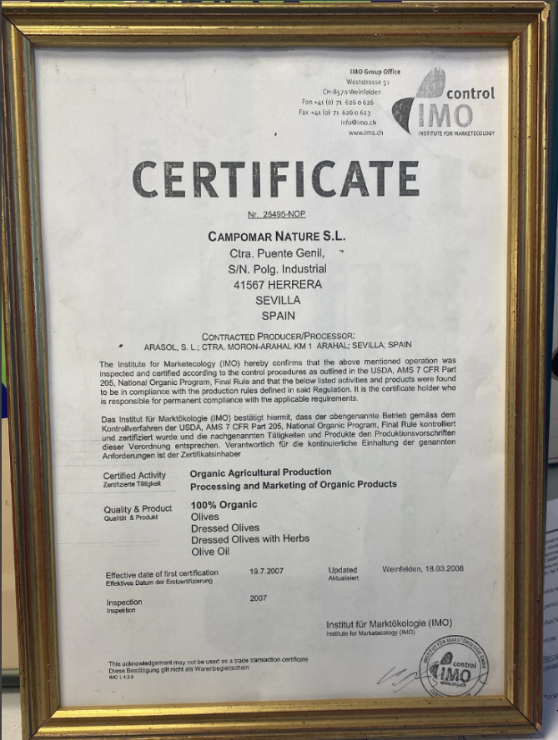 IMO Group Office
Weststrasse 51
CH-8570 Weinfelden
Fon +41 (0) 71 626 0 626
Fax +41 (0) 71 626 0 623
info@imo.ch
www.imo.ch
control
IMO
INSTITUTE FOR MARKETECOLOGY
CERTIFICATE
Nr. 25495-NOP
CAMPOMAR NATURE S.L.
Ctra. Puente Genil,
S/N. Polg. Industrial
41567 HERRERA
SEVILLA
SPAIN
CONTRACTED PRODUCER/PROCESSOR:
ARASOL, S. L.; CTRA. MORON-ARAHAL KM 1 ARAHAL; SEVILLA; SPAIN
The Institute for Marketecology (IMO) hereby confirms that the above mentioned operation was
inspected and certified according to the control procedures as outlined in the USDA, AMS 7 CFR Part
205, National Organic Program, Final Rule and that the below listed activities and products were found
to be in compliance with the production rules defined in said Regulation. It is the certificate holder who
is responsible for permanent compliance with the applicable requirements.
Das Institut für Marktökologie (IMO) bestätigt hiermit, dass der obengenannte Betrieb gemäss dem
Kontrollverfahren der USDA, AMS 7 CFR Part 205, National Organic Program, Final Rule kontrolliert
und zertifiziert wurde und die nachgenannten Tätigkeiten und Produkte den Produktionsvorschriften
dieser Verordnung entsprechen. Verantwortlich für die kontinuierliche Einhaltung der genannten
Anforderungen ist der Zertifikatsinhaber
Certified Activity Organic Agricultural Production
Zertifizierte Tätigkeit Processing and Marketing of Organic Products
Quality & Product 100% Organic
Qualität & Produkt Olives
Dressed Olives
Dressed Olives with Herbs
Olive Oil
Effective date of first certification 19.7.2007 Updated Weinfelden, 18.03.2008
Effektives Datum der Erstzertifizierung Aktualisiert
Inspection 2007
Inspektion
Institut für Marktökologie (IMO)
Institute for Marketecology (IMO)
This acknowledgement may not be used as a trade transaction certificate
Diese Bestätigung gilt nicht als Warenbegleitschein
IMO 1.4.3.3
control
IMO